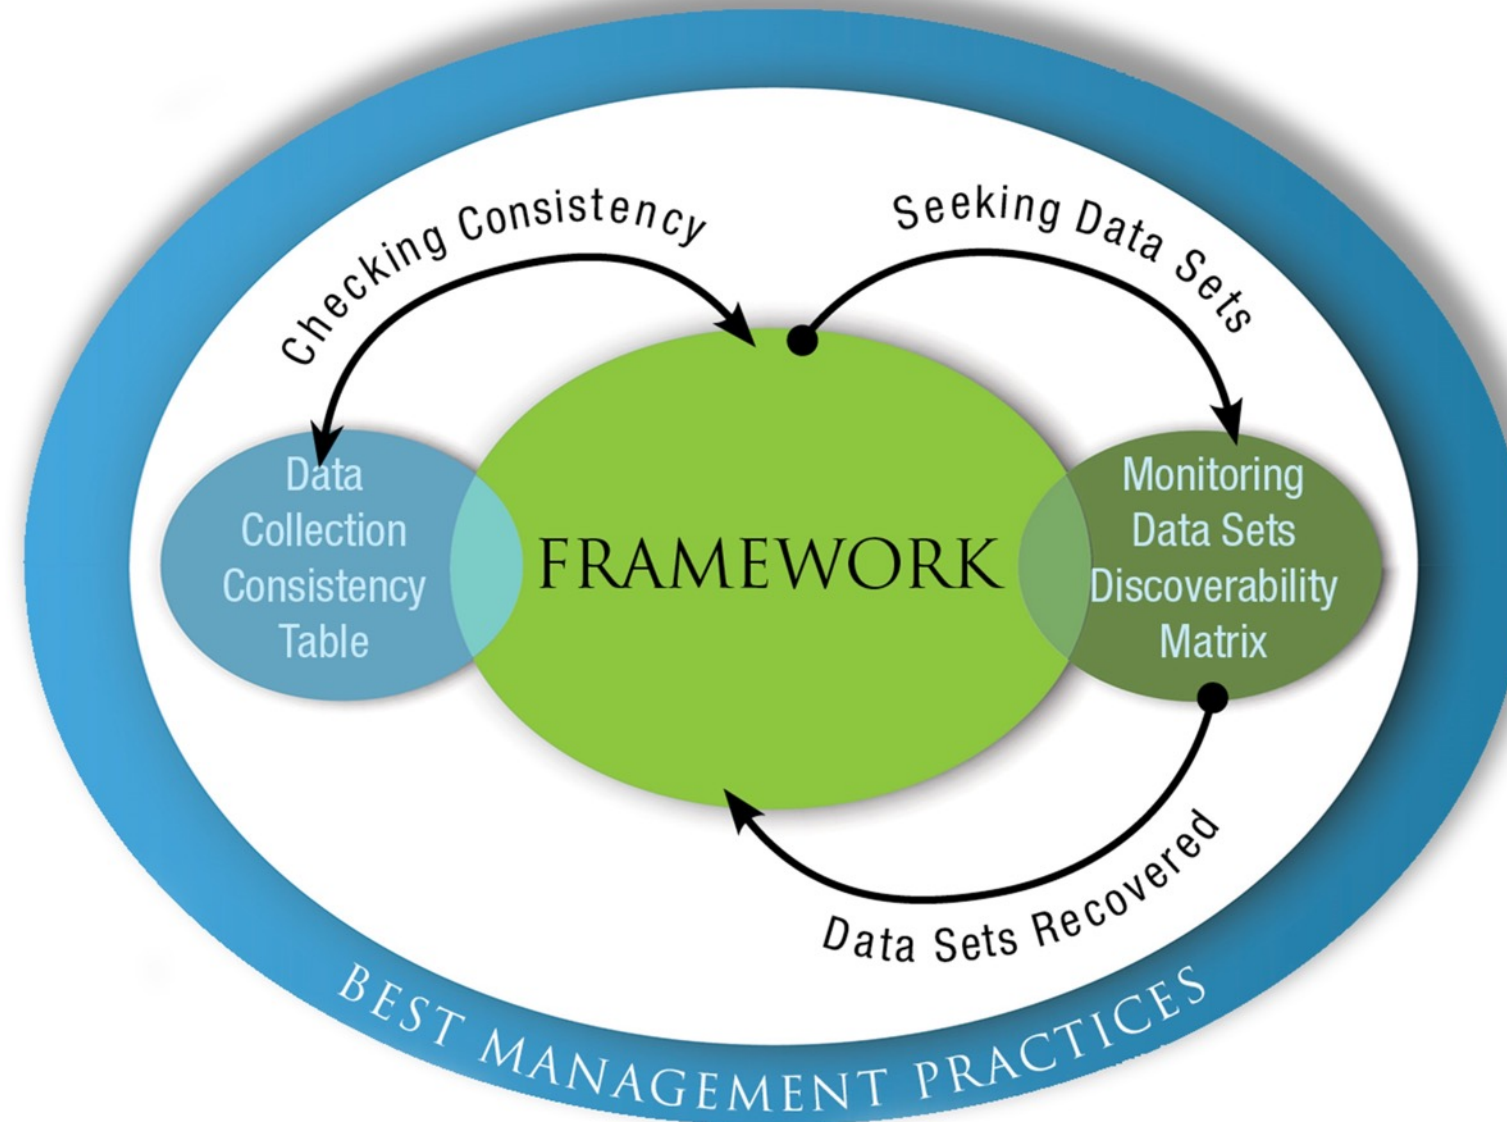 Checking Consistency
Seeking Data Sets
Data
Collection
Consistency
Table
FRAMEWORK
Monitoring
Data Sets
Discoverability
Matrix
Data Sets Recovered
BEST MANAGEMENT PRACTICES